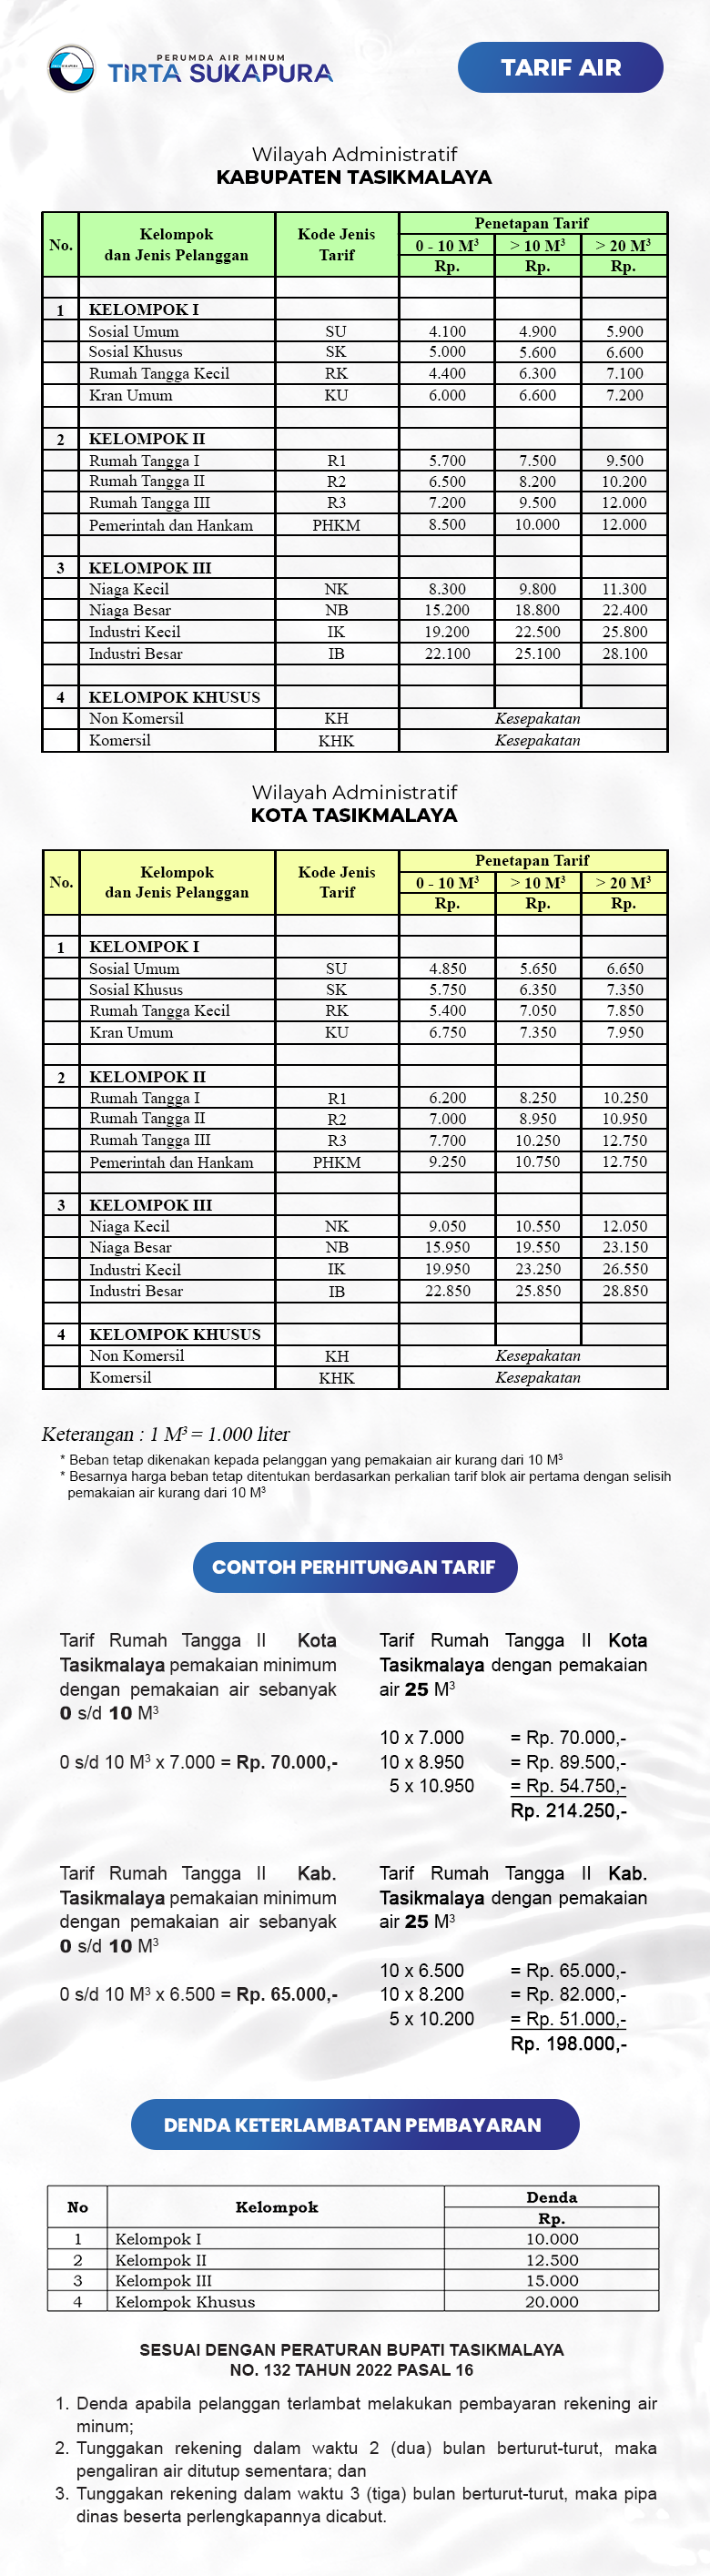 PERUMDA AIR MINUM
TIRTA SUKAPURA
TARIF AIR
Wilayah Administratif
KABUPATEN TASIKMALAYA
No. Kelompok dan Jenis Pelanggan Kode Jenis Tarif Penetapan Tarif
0 - 10 M³ > 10 M³ > 20 M³
Rp. Rp. Rp.
1 KELOMPOK I
Sosial Umum SU 4.100 4.900 5.900
Sosial Khusus SK 5.000 5.600 6.600
Rumah Tangga Kecil RK 4.400 6.300 7.100
Kran Umum KU 6.000 6.600 7.200
2 KELOMPOK II
Rumah Tangga I R1 5.700 7.500 9.500
Rumah Tangga II R2 6.500 8.200 10.200
Rumah Tangga III R3 7.200 9.500 12.000
Pemerintah dan Hankam PHKM 8.500 10.000 12.000
3 KELOMPOK III
Niaga Kecil NK 8.300 9.800 11.300
Niaga Besar NB 15.200 18.800 22.400
Industri Kecil IK 19.200 22.500 25.800
Industri Besar IB 22.100 25.100 28.100
4 KELOMPOK KHUSUS
Non Komersil KH Kesepakatan
Komersil KHK Kesepakatan
Wilayah Administratif
KOTA TASIKMALAYA
No. Kelompok dan Jenis Pelanggan Kode Jenis Tarif Penetapan Tarif
0 - 10 M³ > 10 M³ > 20 M³
Rp. Rp. Rp.
1 KELOMPOK I
Sosial Umum SU 4.850 5.650 6.650
Sosial Khusus SK 5.750 6.350 7.350
Rumah Tangga Kecil RK 5.400 7.050 7.850
Kran Umum KU 6.750 7.350 7.950
2 KELOMPOK II
Rumah Tangga I R1 6.200 8.250 10.250
Rumah Tangga II R2 7.000 8.950 10.950
Rumah Tangga III R3 7.700 10.250 12.750
Pemerintah dan Hankam PHKM 9.250 10.750 12.750
3 KELOMPOK III
Niaga Kecil NK 9.050 10.550 12.050
Niaga Besar NB 15.950 19.550 23.150
Industri Kecil IK 19.950 23.250 26.550
Industri Besar IB 22.850 25.850 28.850
4 KELOMPOK KHUSUS
Non Komersil KH Kesepakatan
Komersil KHK Kesepakatan
Keterangan : 1 M³ = 1.000 liter
* Beban tetap dikenakan kepada pelanggan yang pemakaian air kurang dari 10 M³
* Besarnya harga beban tetap ditentukan berdasarkan perkalian tarif blok air pertama dengan selisih
pemakaian air kurang dari 10 M³
CONTOH PERHITUNGAN TARIF
Tarif Rumah Tangga II Kota
Tasikmalaya pemakaian minimum
dengan pemakaian air sebanyak
0 s/d 10 M³
0 s/d 10 M³ x 7.000 = Rp. 70.000,-
Tarif Rumah Tangga II Kota
Tasikmalaya dengan pemakaian
air 25 M³
10 x 7.000 = Rp. 70.000,-
10 x 8.950 = Rp. 89.500,-
5 x 10.950 = Rp. 54.750,-
Rp. 214.250,-
Tarif Rumah Tangga II Kab.
Tasikmalaya pemakaian minimum
dengan pemakaian air sebanyak
0 s/d 10 M³
0 s/d 10 M³ x 6.500 = Rp. 65.000,-
Tarif Rumah Tangga II Kab.
Tasikmalaya dengan pemakaian
air 25 M³
10 x 6.500 = Rp. 65.000,-
10 x 8.200 = Rp. 82.000,-
5 x 10.200 = Rp. 51.000,-
Rp. 198.000,-
DENDA KETERLAMBATAN PEMBAYARAN
No Kelompok Denda
Rp.
1 Kelompok I 10.000
2 Kelompok II 12.500
3 Kelompok III 15.000
4 Kelompok Khusus 20.000
SESUAI DENGAN PERATURAN BUPATI TASIKMALAYA
NO. 132 TAHUN 2022 PASAL 16
1. Denda apabila pelanggan terlambat melakukan pembayaran rekening air
minum;
2. Tunggakan rekening dalam waktu 2 (dua) bulan berturut-turut, maka
pengaliran air ditutup sementara; dan
3. Tunggakan rekening dalam waktu 3 (tiga) bulan berturut-turut, maka pipa
dinas beserta perlengkapannya dicabut.